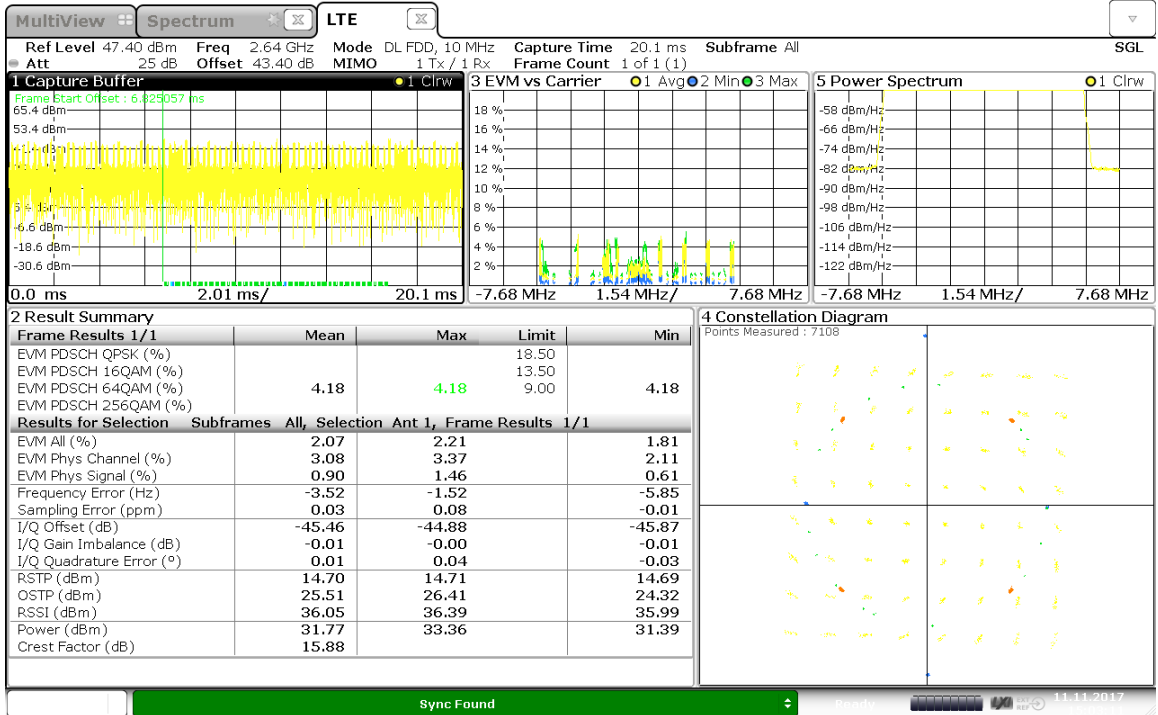 MultiView Spectrum LTE
Ref Level 47.40 dBm Freq 2.64 GHz Mode DL FDD, 10 MHz Capture Time 20.1 ms Subframe All SGL
Att 25 dB Offset 43.40 dB MIMO 1 Tx / 1 Rx Frame Count 1 of 1 (1)
1 Capture Buffer 1 Clrw
Frame Start Offset : 6.825057 ms
65.4 dBm
53.4 dBm
-6.6 dBm
-18.6 dBm
-30.6 dBm
0.0 ms 2.01 ms/ 20.1 ms
3 EVM vs Carrier 1 Avg 2 Min 3 Max
18 %
16 %
14 %
12 %
10 %
8 %
6 %
4 %
2 %
-7.68 MHz 1.54 MHz/ 7.68 MHz
5 Power Spectrum 1 Clrw
-58 dBm/Hz
-66 dBm/Hz
-74 dBm/Hz
-82 dBm/Hz
-90 dBm/Hz
-98 dBm/Hz
-106 dBm/Hz
-114 dBm/Hz
-122 dBm/Hz
-7.68 MHz 1.54 MHz/ 7.68 MHz
2 Result Summary
Frame Results 1/1 Mean Max Limit Min
EVM PDSCH QPSK (%) 18.50
EVM PDSCH 16QAM (%) 13.50
EVM PDSCH 64QAM (%) 4.18 4.18 9.00 4.18
EVM PDSCH 256QAM (%)
Results for Selection Subframes All, Selection Ant 1, Frame Results 1/1
EVM All (%) 2.07 2.21 1.81
EVM Phys Channel (%) 3.08 3.37 2.11
EVM Phys Signal (%) 0.90 1.46 0.61
Frequency Error (Hz) -3.52 -1.52 -5.85
Sampling Error (ppm) 0.03 0.08 -0.01
I/Q Offset (dB) -45.46 -44.88 -45.87
I/Q Gain Imbalance (dB) -0.01 -0.00 -0.01
I/Q Quadrature Error (°) 0.01 0.04 -0.03
RSTP (dBm) 14.70 14.71 14.69
OSTP (dBm) 25.51 26.41 24.32
RSSI (dBm) 36.05 36.39 35.99
Power (dBm) 31.77 33.36 31.39
Crest Factor (dB) 15.88
4 Constellation Diagram
Points Measured : 7108
Sync Found Ready LXI EXT REF 11.11.2017